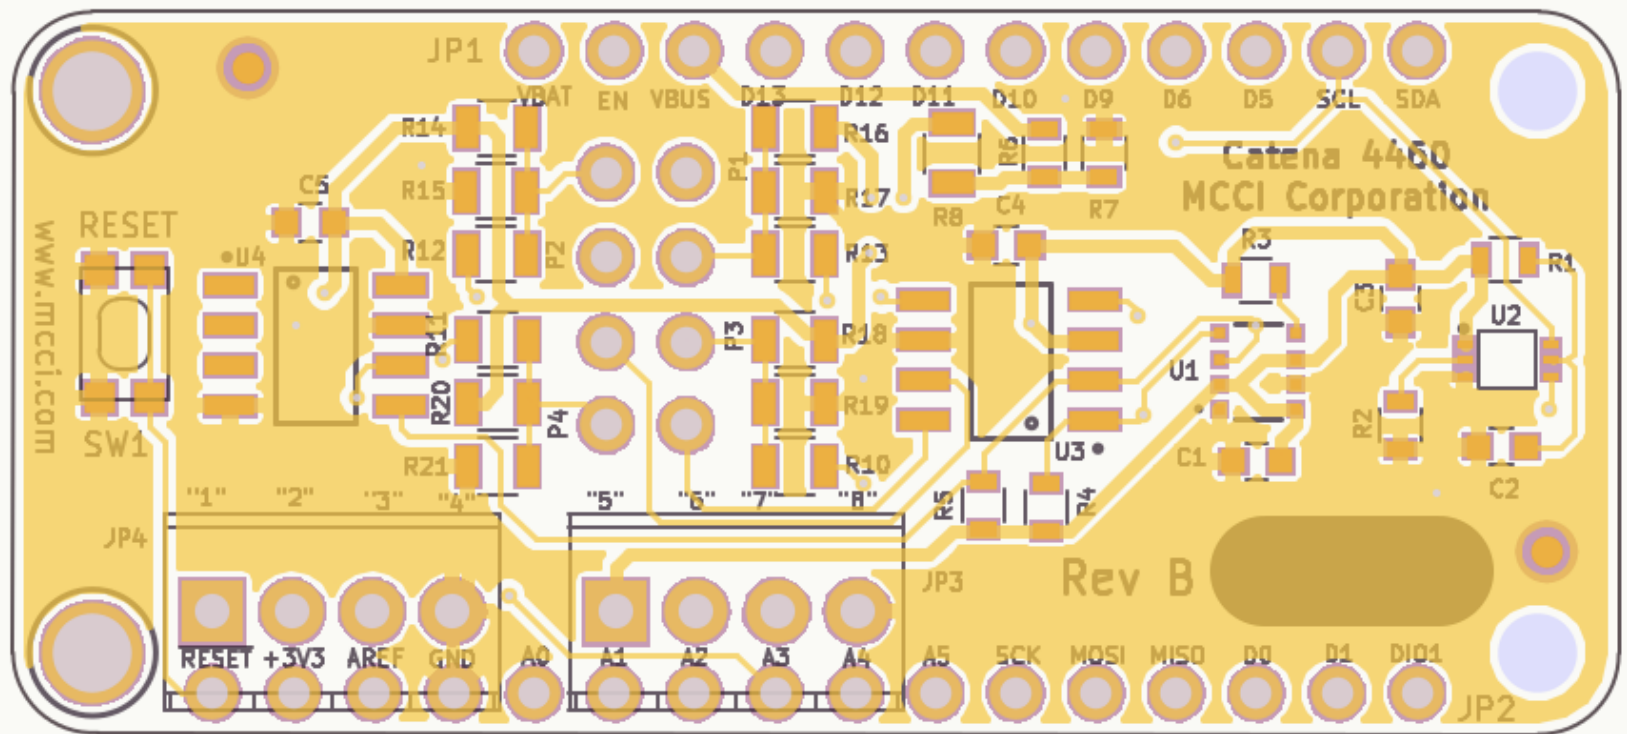 JP1
VBAT EN VBUS D13 D12 D11 D10 D9 D6 D5 SCL SDA
R14 R16 R6
P1
Catena 4460
MCCI Corporation
R15 R17
C5
R8 C4 R7
RESET
www.mcci.com
U4 R12 P2 R13 R3 R1
C3
U2
R11 P3 R18
U1
R20 R19
P4
R2
SW1
R21 R10 U3 C1
C2
"1" "2" "3" "4" "5" "6" "7" "8"
R5 R4
JP4
JP3
Rev B
RESET +3V3 AREF GND A0 A1 A2 A3 A4 A5 SCK MOSI MISO D0 D1 DIO1
JP2